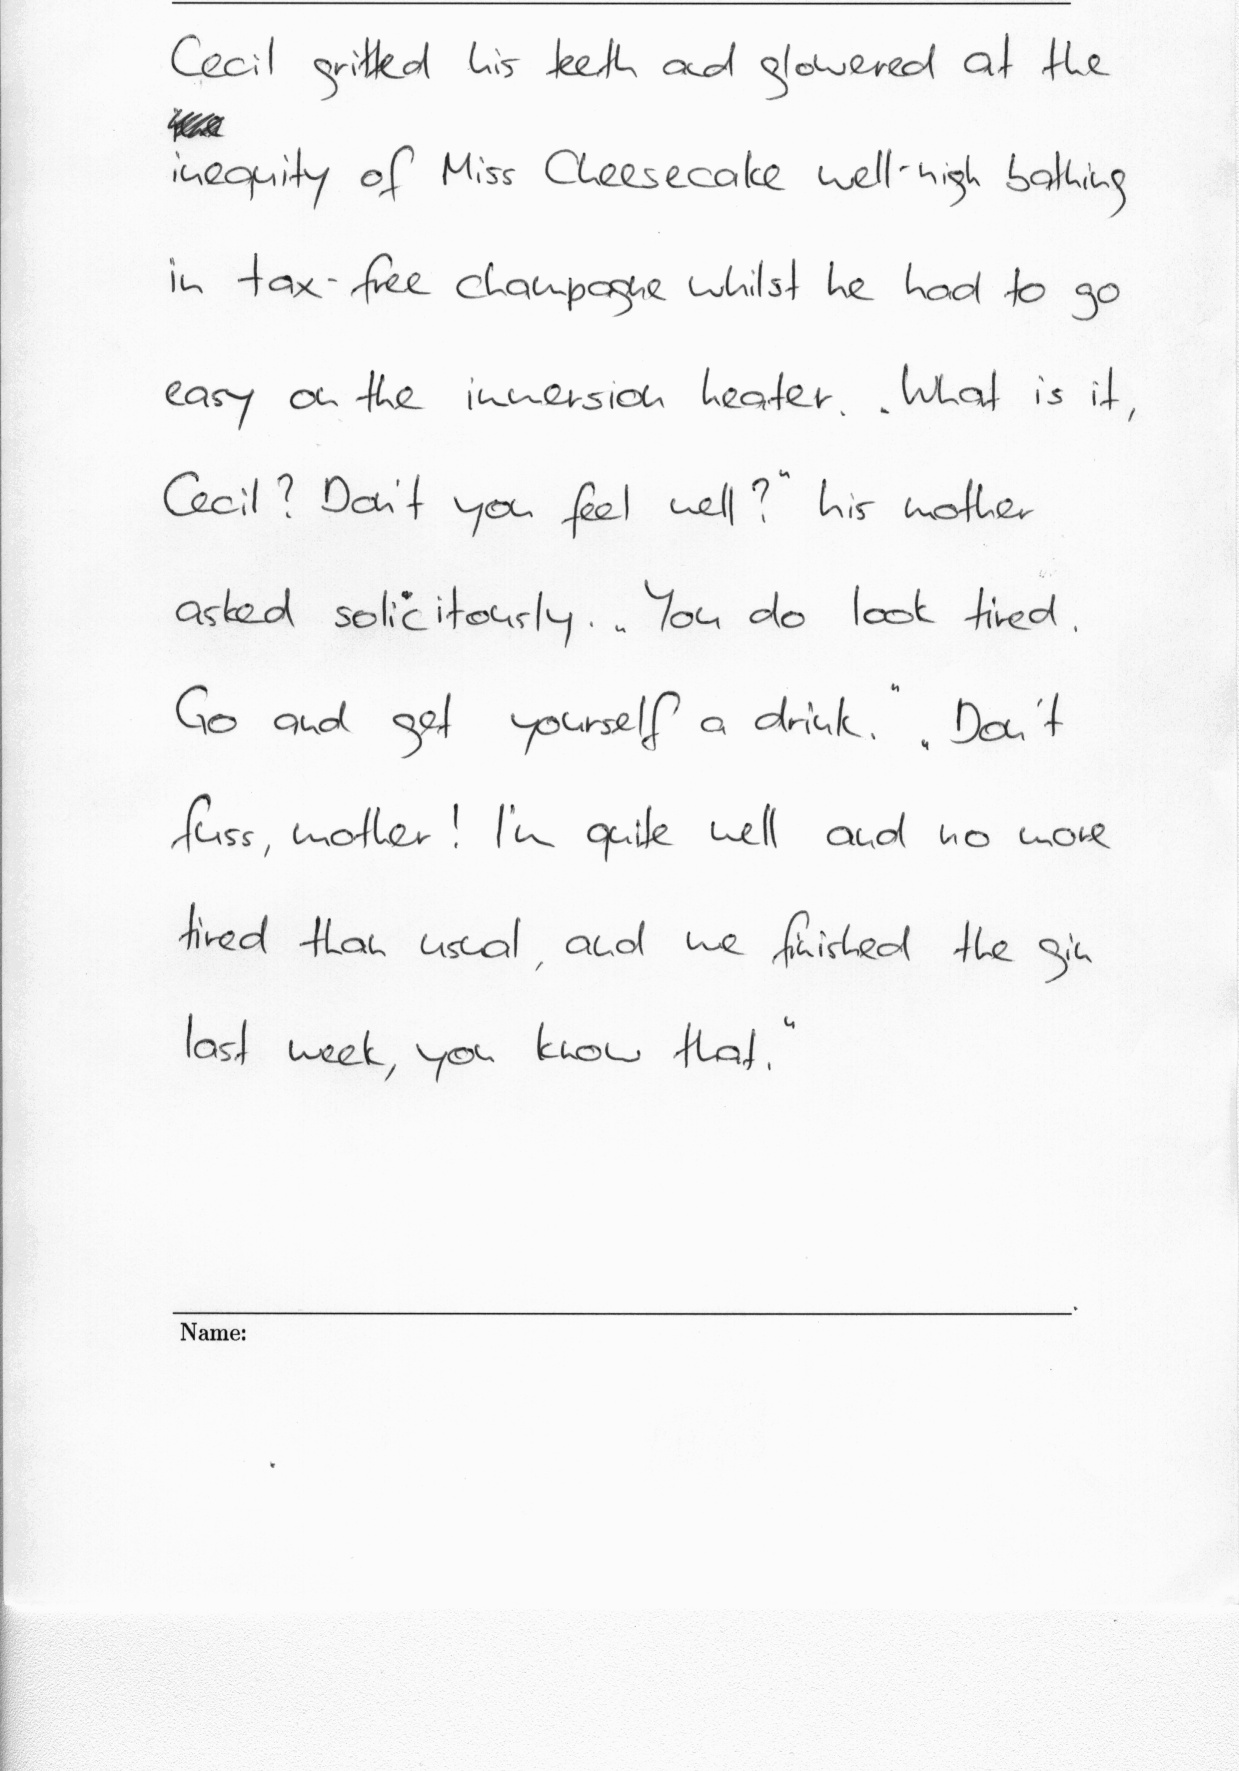 Cecil gritted his teeth and glowered at the
inequity of Miss Cheesecake well-nigh bathing
in tax-free champagne whilst he had to go
easy on the immersion heater. „What is it,
Cecil? Don't you feel well?" his mother
asked solicitously. „You do look tired.
Go and get yourself a drink." „Don't
fuss, mother! I'm quite well and no more
tired than usual, and we finished the gin
last week, you know that."
Name: